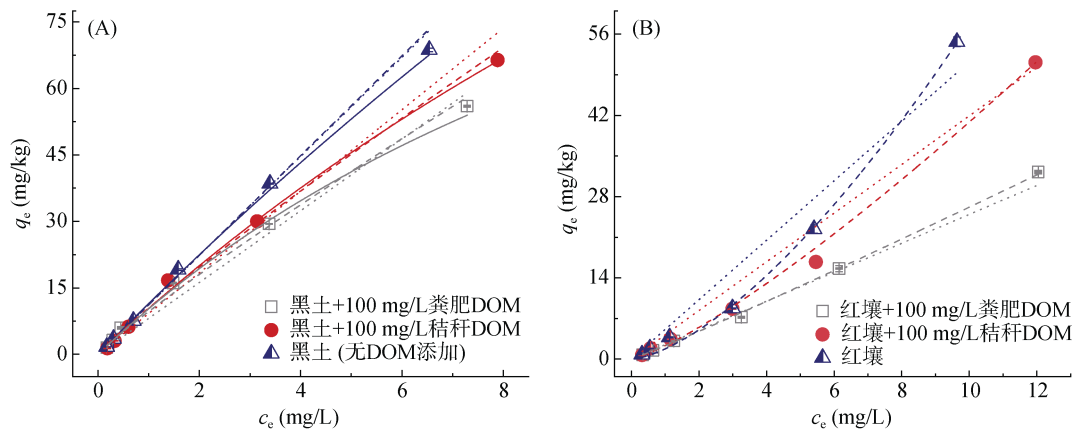 (A)
75
60
45
30
15
0
qe (mg/kg)
0 2 4 6 8
ce (mg/L)
黑土+100 mg/L粪肥DOM
黑土+100 mg/L秸秆DOM
黑土 (无DOM添加)
(B)
56
42
28
14
0
qe (mg/kg)
0 2 4 6 8 10 12
ce (mg/L)
红壤+100 mg/L粪肥DOM
红壤+100 mg/L秸秆DOM
红壤